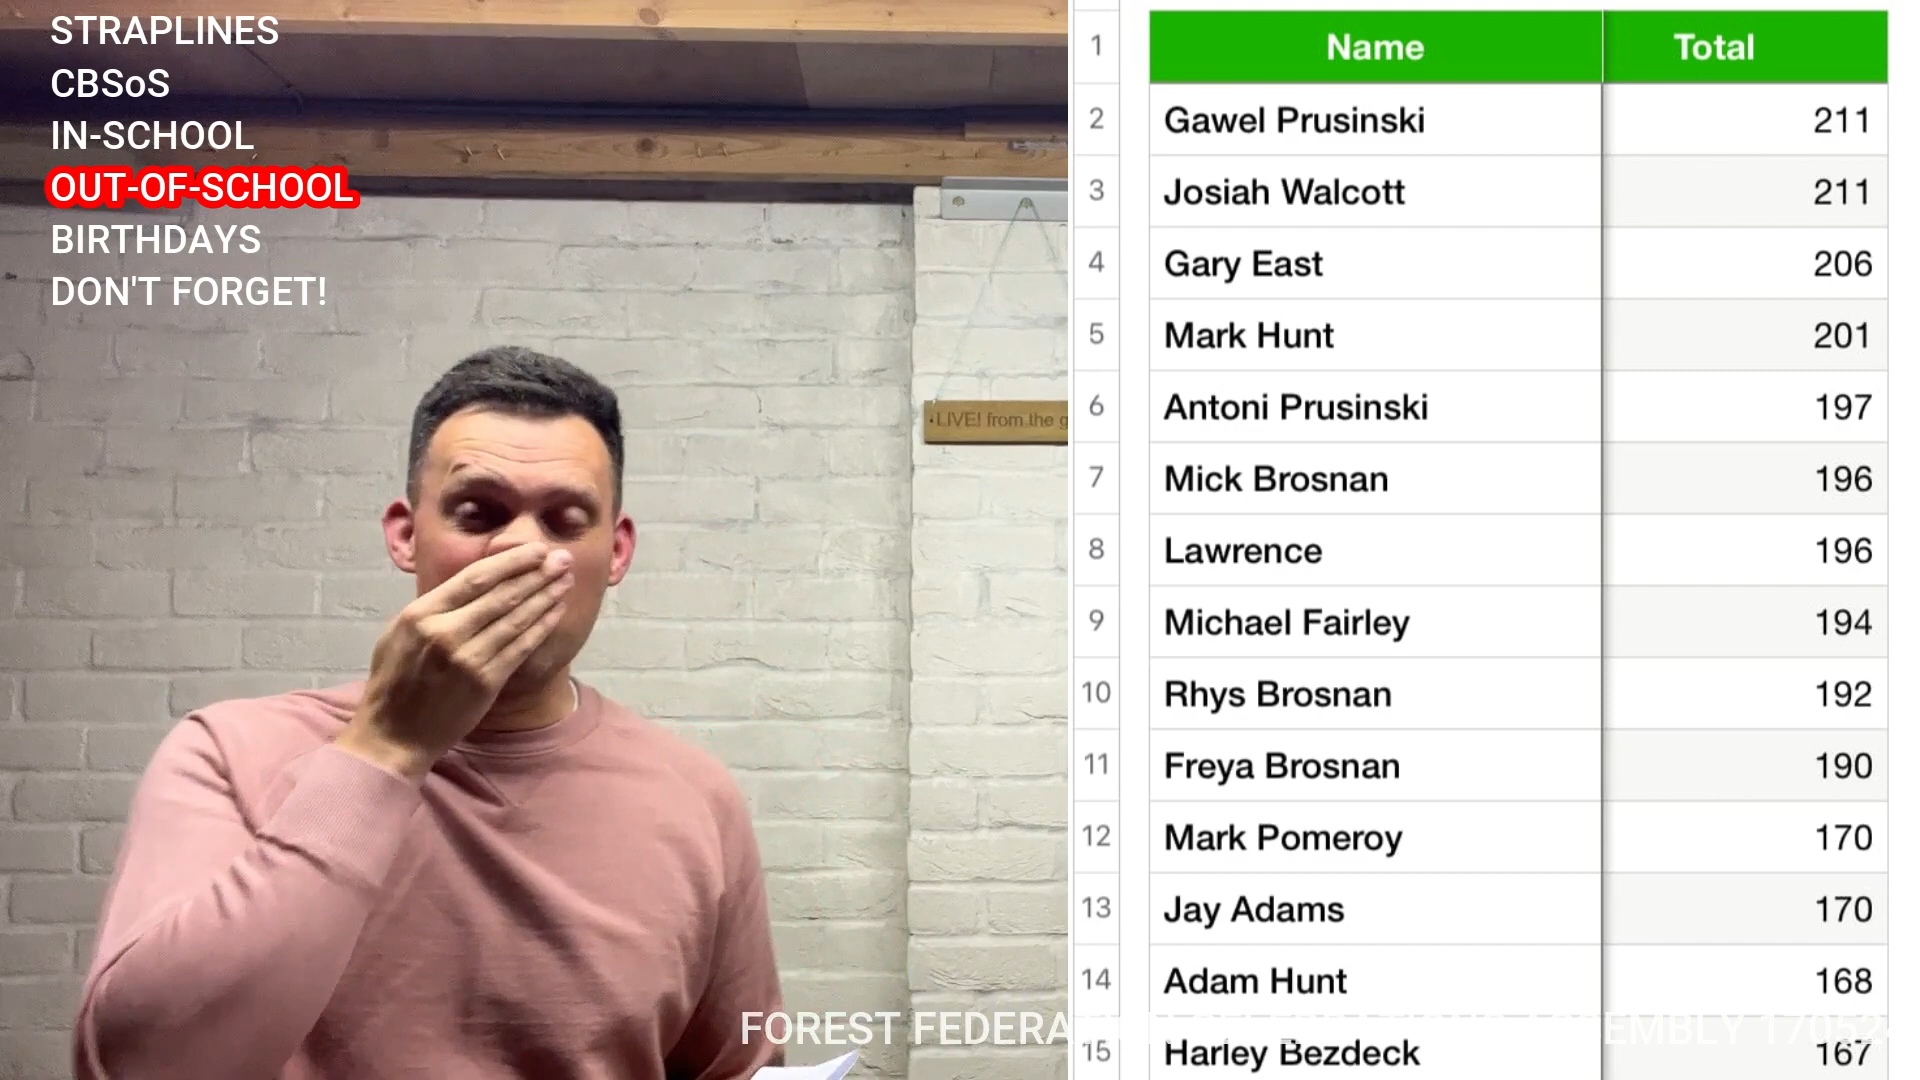 STRAPLINES
CBSoS
IN-SCHOOL
OUT-OF-SCHOOL
BIRTHDAYS
DON'T FORGET!
LIVE! from the g
1 Name Total
2 Gawel Prusinski 211
3 Josiah Walcott 211
4 Gary East 206
5 Mark Hunt 201
6 Antoni Prusinski 197
7 Mick Brosnan 196
8 Lawrence 196
9 Michael Fairley 194
10 Rhys Brosnan 192
11 Freya Brosnan 190
12 Mark Pomeroy 170
13 Jay Adams 170
14 Adam Hunt 168
15 Harley Bezdeck 167
FOREST